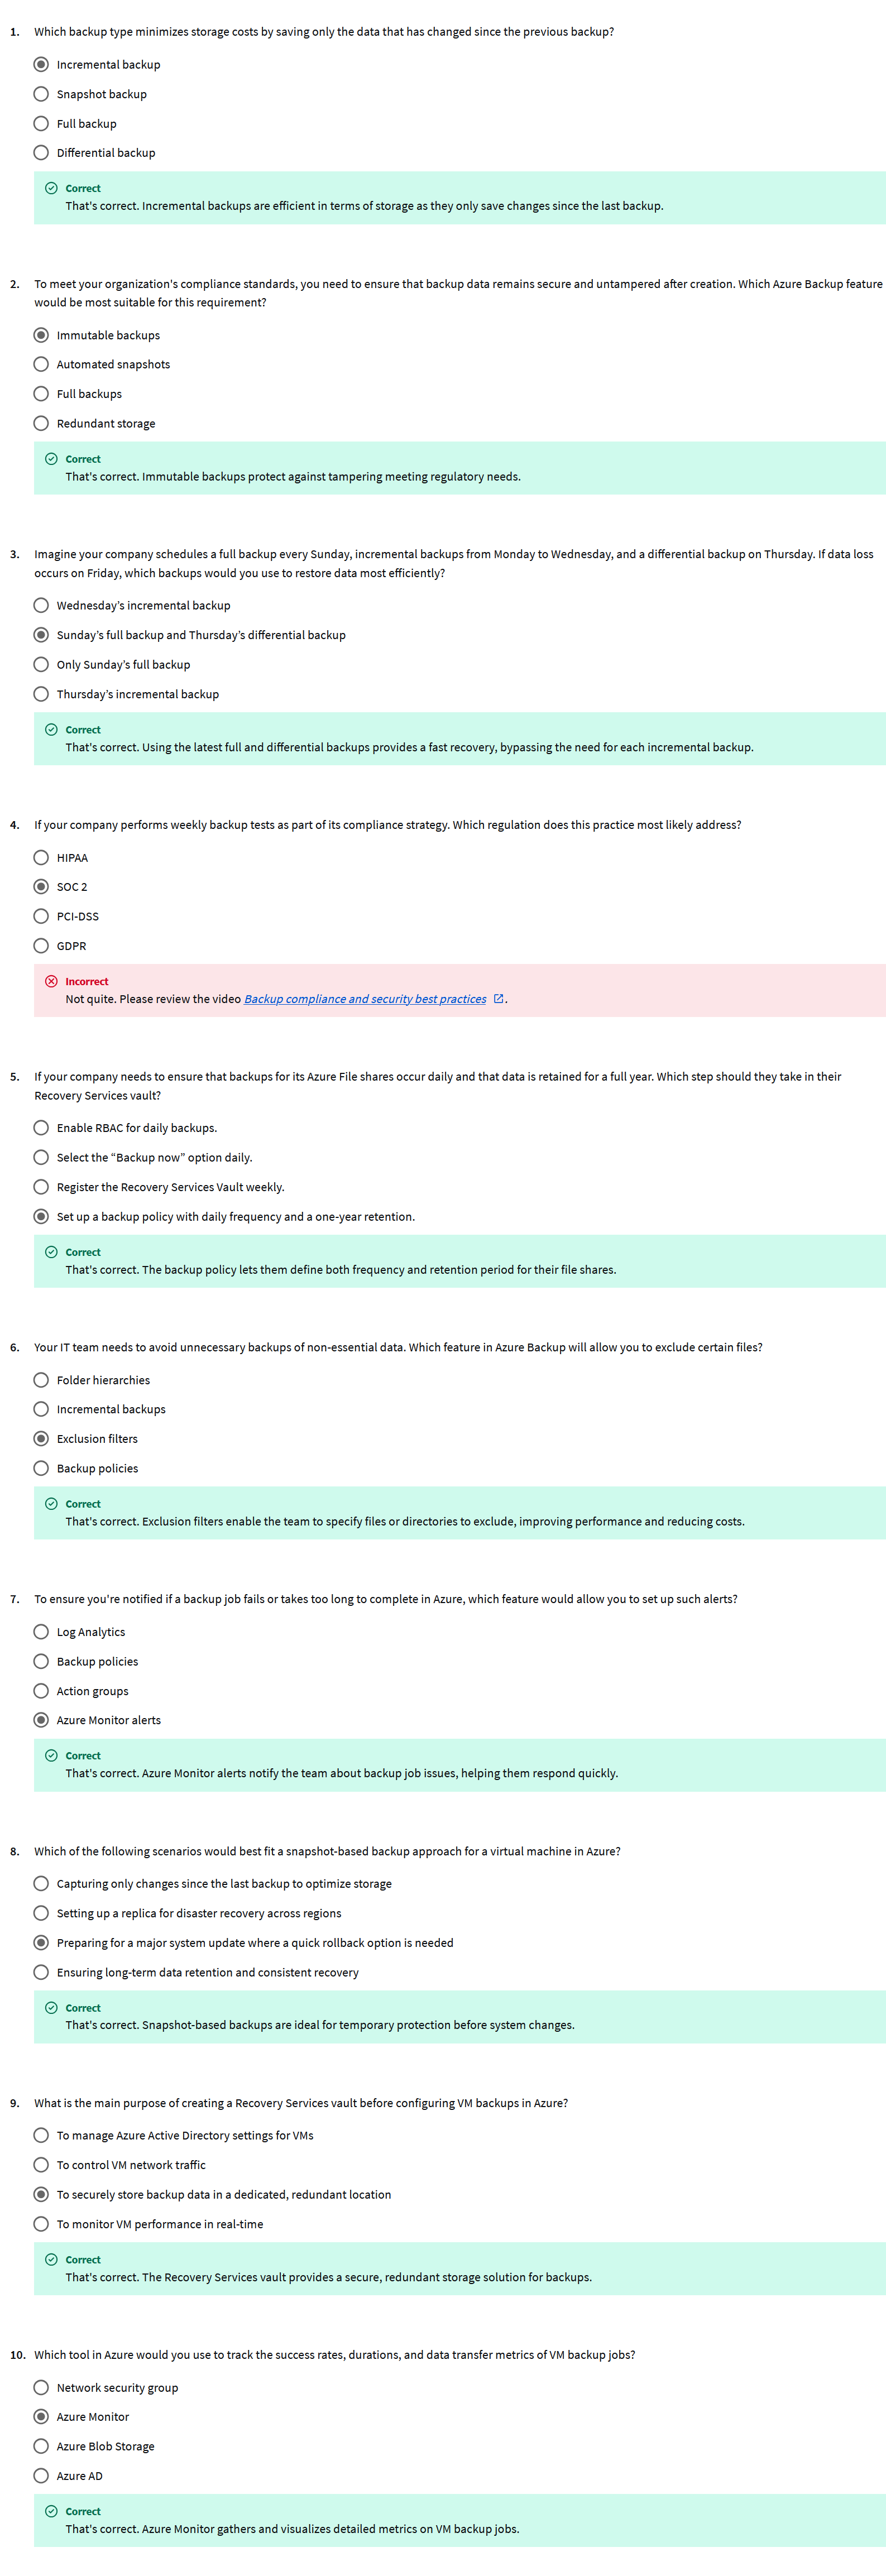 1. Which backup type minimizes storage costs by saving only the data that has changed since the previous backup?
Incremental backup
Snapshot backup
Full backup
Differential backup
Correct
That's correct. Incremental backups are efficient in terms of storage as they only save changes since the last backup.
2. To meet your organization's compliance standards, you need to ensure that backup data remains secure and untampered after creation. Which Azure Backup feature
would be most suitable for this requirement?
Immutable backups
Automated snapshots
Full backups
Redundant storage
Correct
That's correct. Immutable backups protect against tampering meeting regulatory needs.
3. Imagine your company schedules a full backup every Sunday, incremental backups from Monday to Wednesday, and a differential backup on Thursday. If data loss
occurs on Friday, which backups would you use to restore data most efficiently?
Wednesday’s incremental backup
Sunday’s full backup and Thursday’s differential backup
Only Sunday’s full backup
Thursday’s incremental backup
Correct
That's correct. Using the latest full and differential backups provides a fast recovery, bypassing the need for each incremental backup.
4. If your company performs weekly backup tests as part of its compliance strategy. Which regulation does this practice most likely address?
HIPAA
SOC 2
PCI-DSS
GDPR
Incorrect
Not quite. Please review the video Backup compliance and security best practices .
5. If your company needs to ensure that backups for its Azure File shares occur daily and that data is retained for a full year. Which step should they take in their
Recovery Services vault?
Enable RBAC for daily backups.
Select the “Backup now” option daily.
Register the Recovery Services Vault weekly.
Set up a backup policy with daily frequency and a one-year retention.
Correct
That's correct. The backup policy lets them define both frequency and retention period for their file shares.
6. Your IT team needs to avoid unnecessary backups of non-essential data. Which feature in Azure Backup will allow you to exclude certain files?
Folder hierarchies
Incremental backups
Exclusion filters
Backup policies
Correct
That's correct. Exclusion filters enable the team to specify files or directories to exclude, improving performance and reducing costs.
7. To ensure you're notified if a backup job fails or takes too long to complete in Azure, which feature would allow you to set up such alerts?
Log Analytics
Backup policies
Action groups
Azure Monitor alerts
Correct
That's correct. Azure Monitor alerts notify the team about backup job issues, helping them respond quickly.
8. Which of the following scenarios would best fit a snapshot-based backup approach for a virtual machine in Azure?
Capturing only changes since the last backup to optimize storage
Setting up a replica for disaster recovery across regions
Preparing for a major system update where a quick rollback option is needed
Ensuring long-term data retention and consistent recovery
Correct
That's correct. Snapshot-based backups are ideal for temporary protection before system changes.
9. What is the main purpose of creating a Recovery Services vault before configuring VM backups in Azure?
To manage Azure Active Directory settings for VMs
To control VM network traffic
To securely store backup data in a dedicated, redundant location
To monitor VM performance in real-time
Correct
That's correct. The Recovery Services vault provides a secure, redundant storage solution for backups.
10. Which tool in Azure would you use to track the success rates, durations, and data transfer metrics of VM backup jobs?
Network security group
Azure Monitor
Azure Blob Storage
Azure AD
Correct
That's correct. Azure Monitor gathers and visualizes detailed metrics on VM backup jobs.